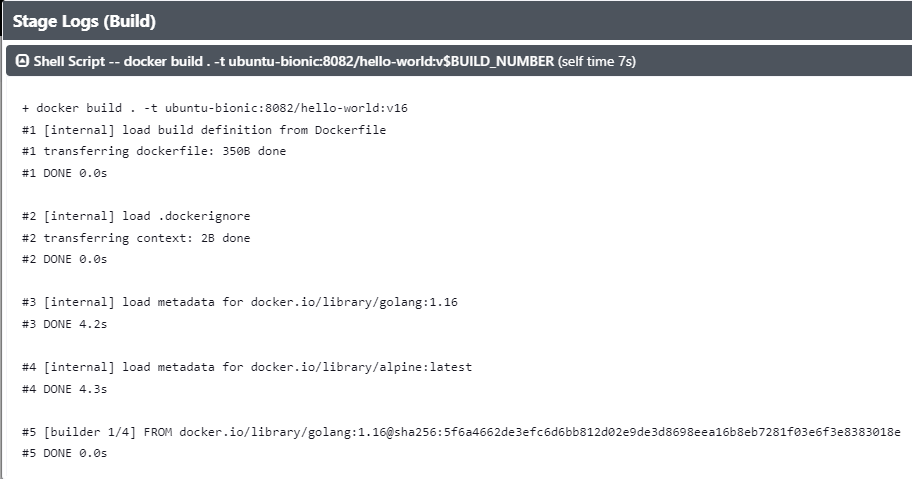 Stage Logs (Build)
Shell Script -- docker build . -t ubuntu-bionic:8082/hello-world:v$BUILD_NUMBER (self time 7s)
+ docker build . -t ubuntu-bionic:8082/hello-world:v16
#1 [internal] load build definition from Dockerfile
#1 transferring dockerfile: 350B done
#1 DONE 0.0s
#2 [internal] load .dockerignore
#2 transferring context: 2B done
#2 DONE 0.0s
#3 [internal] load metadata for docker.io/library/golang:1.16
#3 DONE 4.2s
#4 [internal] load metadata for docker.io/library/alpine:latest
#4 DONE 4.3s
#5 [builder 1/4] FROM docker.io/library/golang:1.16@sha256:5f6a4662de3efc6d6bb812d02e9de3d8698eea16b8eb7281f03e6f3e8383018e
#5 DONE 0.0s